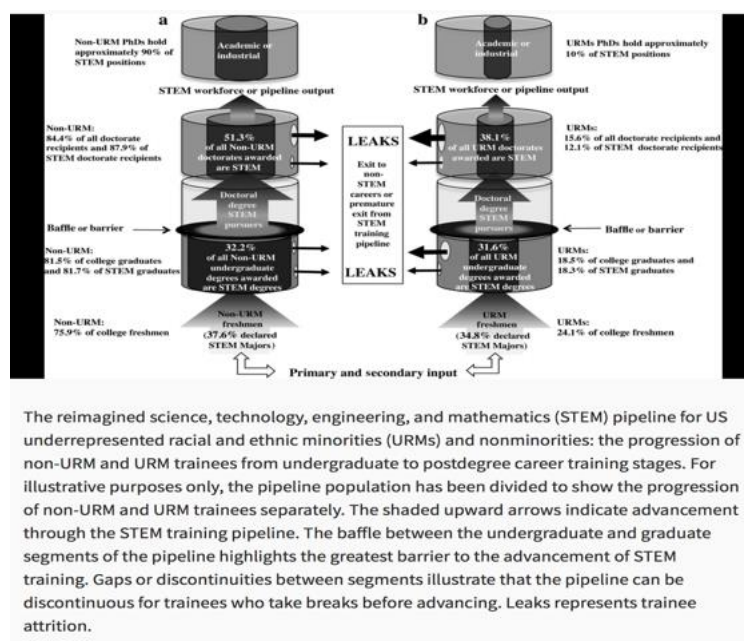 a
Non-URM PhDs hold
approximately 90% of
STEM positions
Academic or
industrial
STEM workforce or pipeline output
Non-URM:
84.4% of all doctorate
recipients and 87.9% of
STEM doctorate recipients
51.3%
of all Non-URM
doctorates awarded
are STEM
Doctoral
degree
STEM
pursuers
Baffle or barrier
Non-URM:
81.5% of college graduates
and 81.7% of STEM graduates
32.2%
of all Non-URM
undergraduate
degrees awarded
are STEM degrees
Non-URM:
75.9% of college freshmen
Non-URM
freshmen
(37.6% declared
STEM Majors)
LEAKS
Exit to
non-
STEM
careers or
premature
exit from
STEM
training
pipeline
LEAKS
b
Academic or
industrial
URMs PhDs hold approximately
10% of STEM positions
STEM workforce or pipeline output
38.1%
of all URM doctorates
awarded are STEM
URMs:
15.6% of all doctorate recipients and
12.1% of STEM doctorate recipients
Doctoral
degree
STEM
pursuers
Baffle or barrier
31.6%
of all URM
undergraduate
degrees awarded
are STEM degrees
URMs:
18.5% of college graduates and
18.3% of STEM graduates
URM
freshmen
(34.8% declared
STEM Majors)
URMs:
24.1% of college freshmen
Primary and secondary input
The reimagined science, technology, engineering, and mathematics (STEM) pipeline for US
underrepresented racial and ethnic minorities (URMs) and nonminorities: the progression of
non-URM and URM trainees from undergraduate to postdegree career training stages. For
illustrative purposes only, the pipeline population has been divided to show the progression
of non-URM and URM trainees separately. The shaded upward arrows indicate advancement
through the STEM training pipeline. The baffle between the undergraduate and graduate
segments of the pipeline highlights the greatest barrier to the advancement of STEM
training. Gaps or discontinuities between segments illustrate that the pipeline can be
discontinuous for trainees who take breaks before advancing. Leaks represents trainee
attrition.